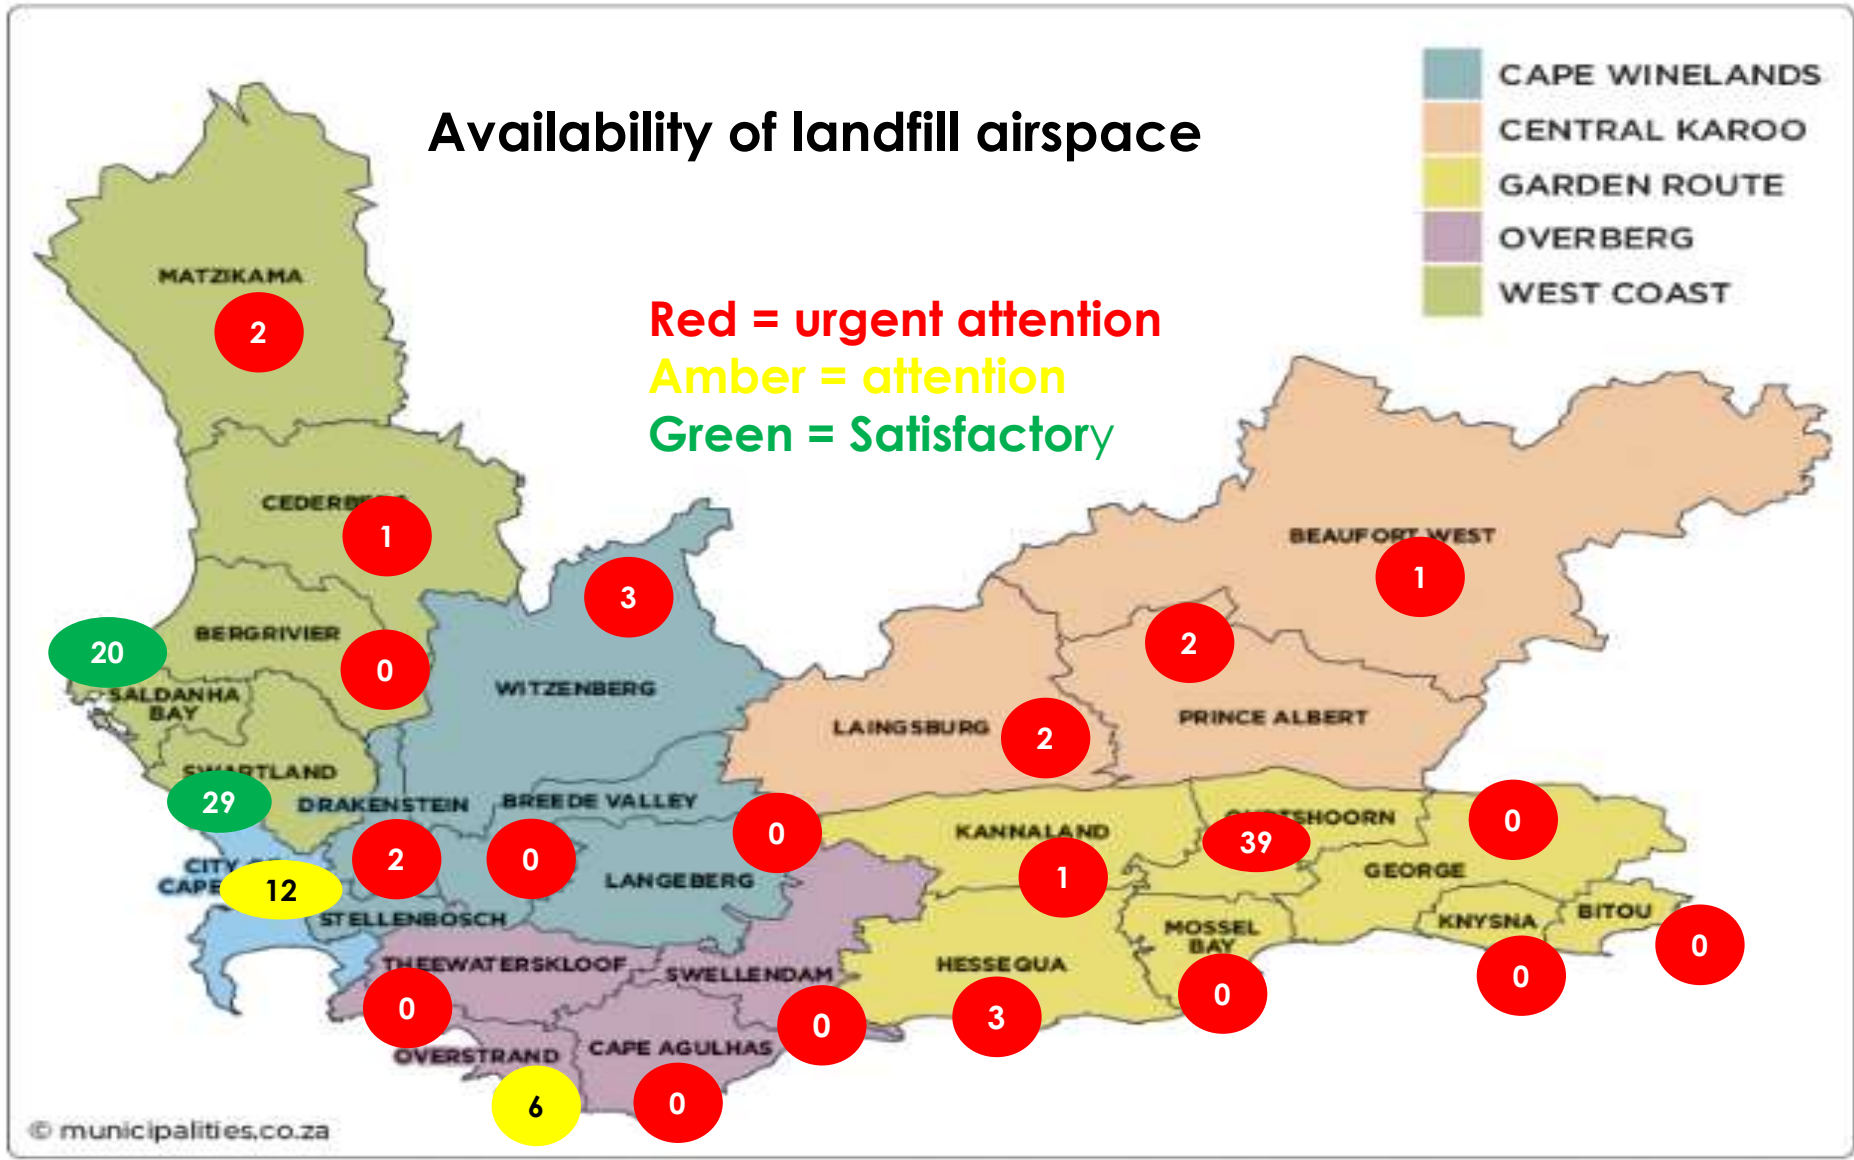 Availability of landfill airspace
CAPE WINELANDS
CENTRAL KAROO
GARDEN ROUTE
OVERBERG
WEST COAST
Red = urgent attention
Amber = attention
Green = Satisfactory
MATZIKAMA
2
1
BEAUFORT WEST
1
3
BERGRIVIER
20
0
2
WITZENBERG
SALDANHA
BAY
LAINGSBURG
2
PRINCE ALBERT
29
DRAKENSTEIN
BREEDE VALLEY
0
KANNALAND
39
0
2
0
CITY
12
LANGEBERG
1
GEORGE
STELLENBOSCH
MOSSEL
BAY
KNYSNA
BITOU
0
THEEWATERSKLOOF
SWELLENDAM
HESSEQUA
0
0
3
0
0
OVERSTRAND
CAPE AGULHAS
6
0
© municipalities.co.za